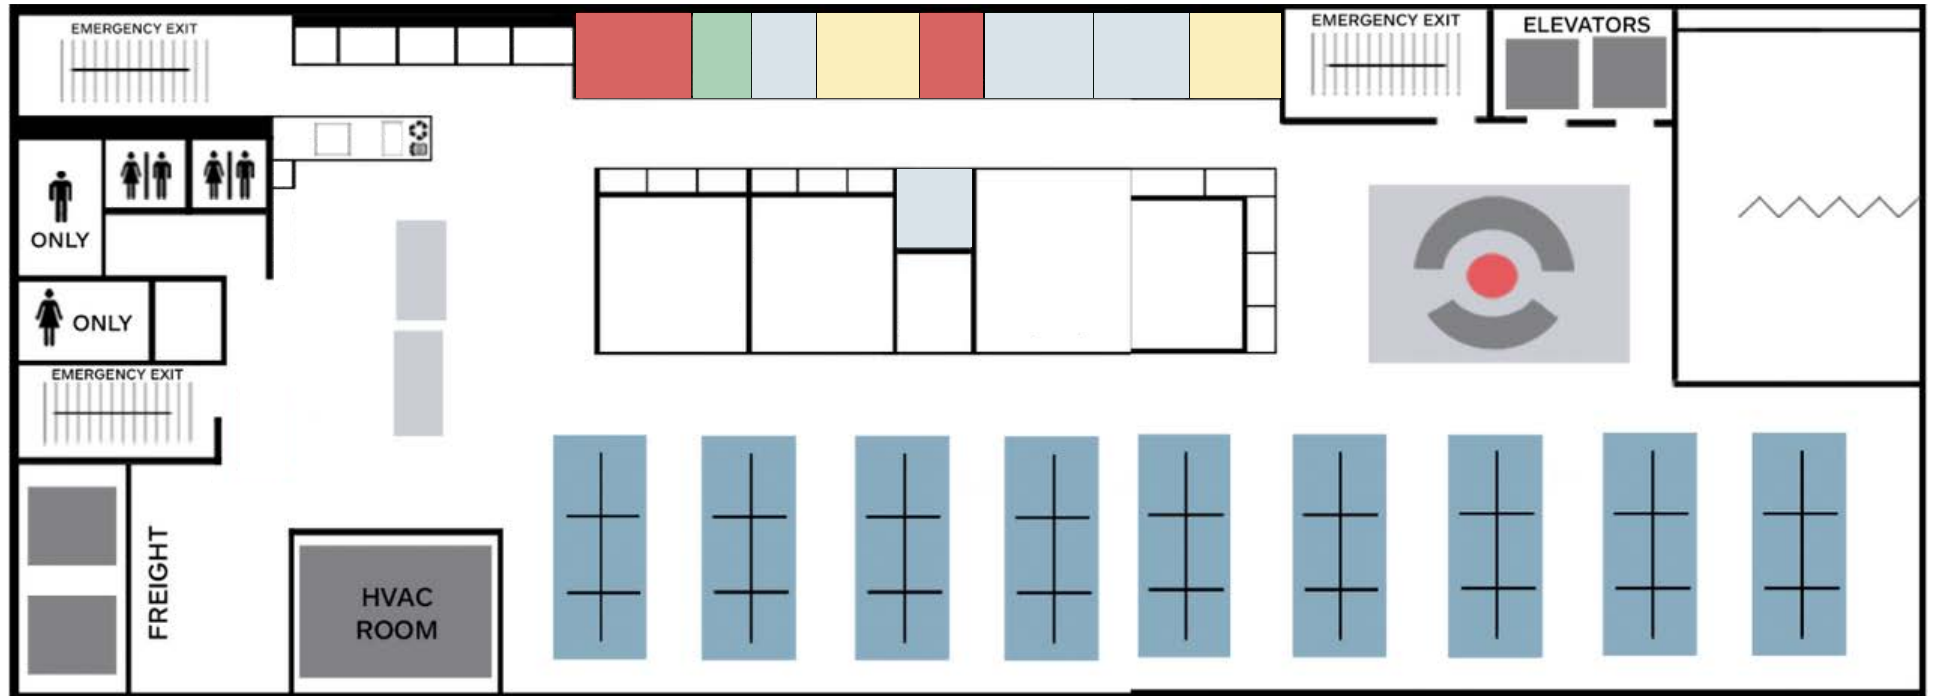 EMERGENCY EXIT
EMERGENCY EXIT
ELEVATORS
ONLY
ONLY
EMERGENCY EXIT
FREIGHT
HVAC
ROOM